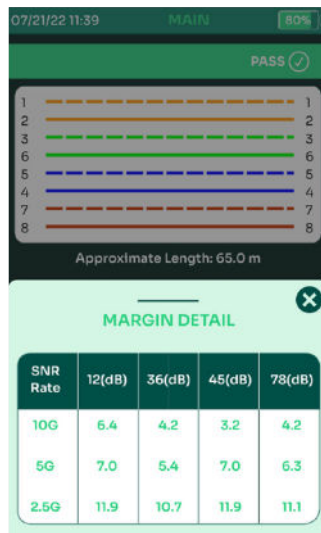 07/21/22 11:39 MAIN 80%
PASS
1 1
2 2
3 3
6 6
5 5
4 4
7 7
8 8
Approximate Length: 65.0 m
MARGIN DETAIL
SNR Rate 12(dB) 36(dB) 45(dB) 78(dB)
10G 6.4 4.2 3.2 4.2
5G 7.0 5.4 7.0 6.3
2.5G 11.9 10.7 11.9 11.1